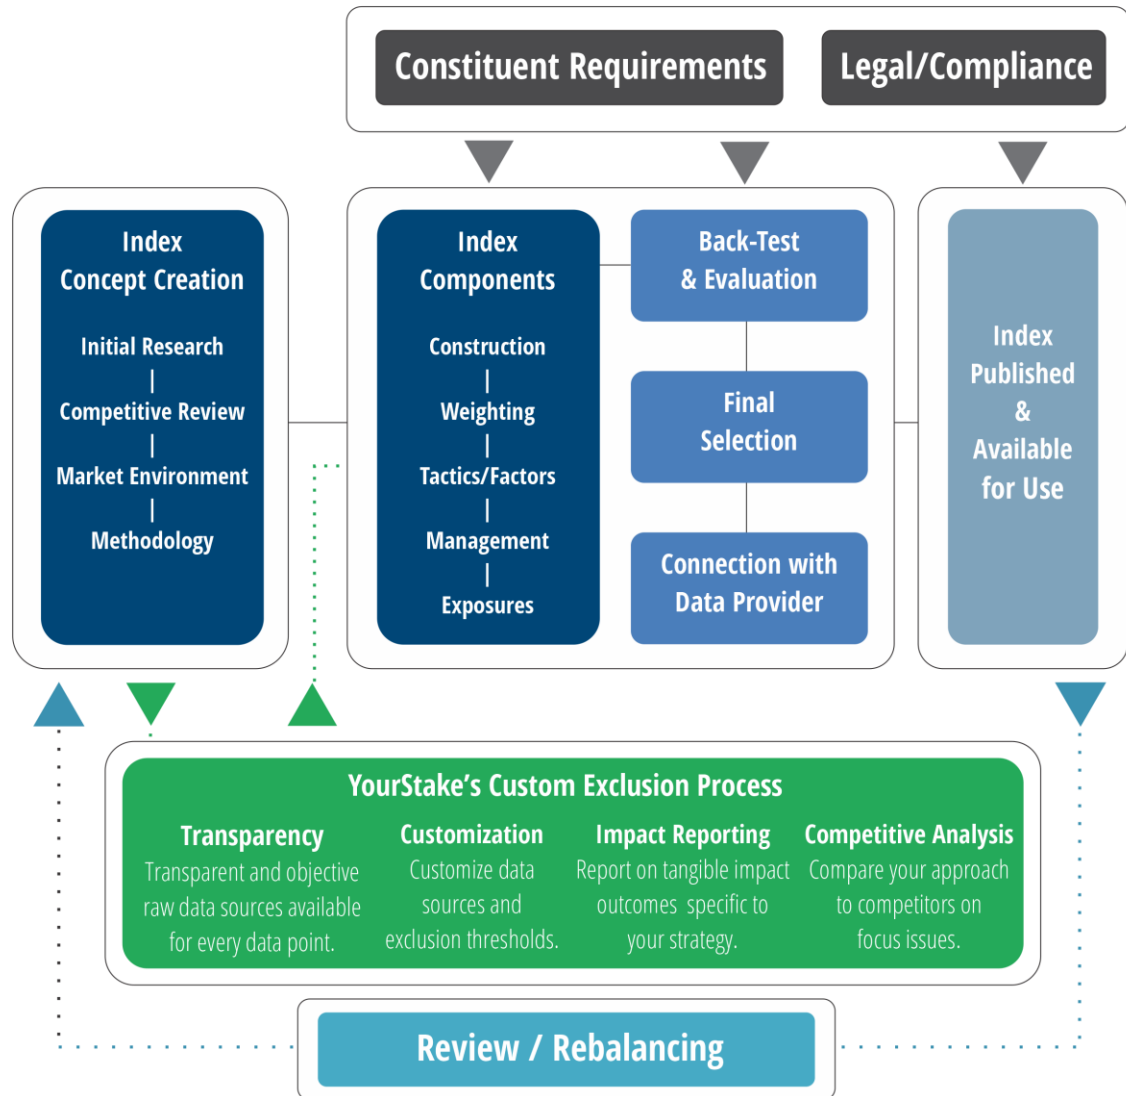 Constituent Requirements
Legal/Compliance
Index
Concept Creation
Initial Research
Competitive Review
Market Environment
Methodology
Index
Components
Construction
Weighting
Tactics/Factors
Management
Exposures
Back-Test
& Evaluation
Final
Selection
Connection with
Data Provider
Index
Published
&
Available
for Use
YourStake’s Custom Exclusion Process
Transparency
Transparent and objective
raw data sources available
for every data point.
Customization
Customize data
sources and
exclusion thresholds.
Impact Reporting
Report on tangible impact
outcomes specific to
your strategy.
Competitive Analysis
Compare your approach
to competitors on
focus issues.
Review / Rebalancing